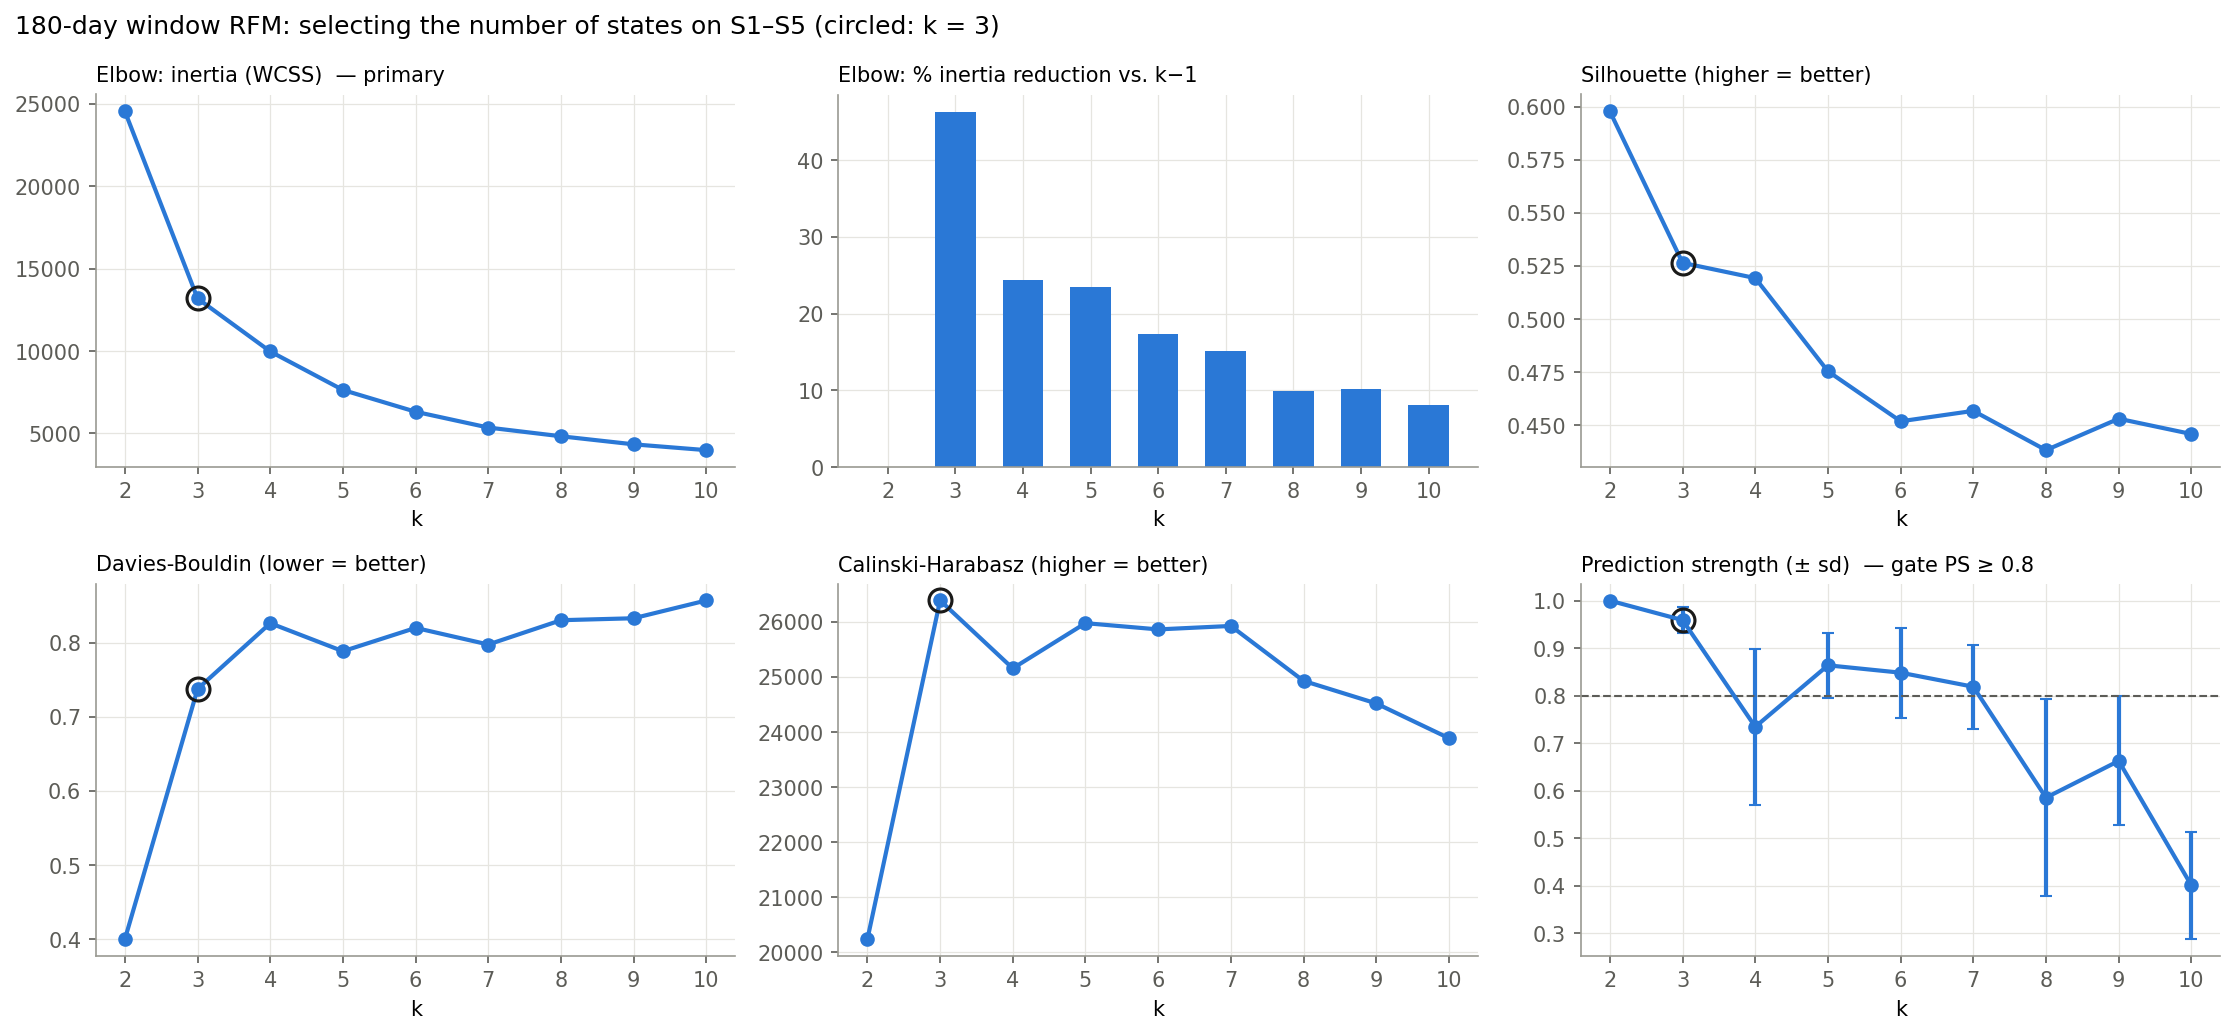 180-day window RFM: selecting the number of states on S1–S5 (circled: k = 3)
Elbow: inertia (WCSS)  — primary
25000
20000
15000
10000
5000
2 3 4 5 6 7 8 9 10
k
Elbow: % inertia reduction vs. k−1
40
30
20
10
0
2 3 4 5 6 7 8 9 10
k
Silhouette (higher = better)
0.600
0.575
0.550
0.525
0.500
0.475
0.450
2 3 4 5 6 7 8 9 10
k
Davies-Bouldin (lower = better)
0.8
0.7
0.6
0.5
0.4
2 3 4 5 6 7 8 9 10
k
Calinski-Harabasz (higher = better)
26000
25000
24000
23000
22000
21000
20000
2 3 4 5 6 7 8 9 10
k
Prediction strength (± sd)  — gate PS ≥ 0.8
1.0
0.9
0.8
0.7
0.6
0.5
0.4
0.3
2 3 4 5 6 7 8 9 10
k